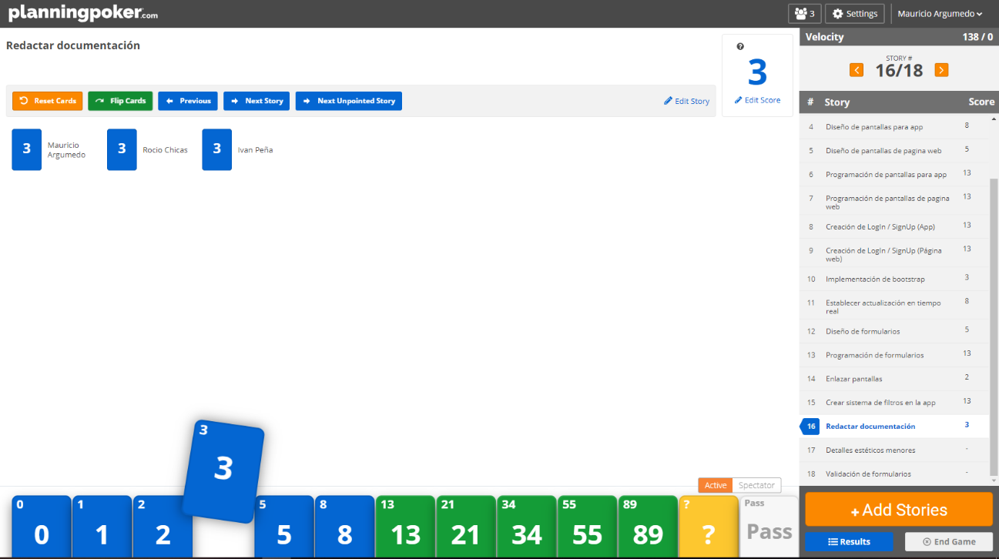 planningpoker.com
3
Settings
Mauricio Argumedo
Redactar documentación
?
3
Edit Score
Velocity 138 / 0
STORY #
16/18
Reset Cards Flip Cards Previous Next Story Next Unpointed Story Edit Story
3 Mauricio Argumedo
3 Rocio Chicas
3 Ivan Peña
# Story Score
4 Diseño de pantallas para app 8
5 Diseño de pantallas de pagina web 5
6 Programación de pantallas para app 13
7 Programación de pantallas de pagina
web 13
8 Creación de LogIn / SignUp (App) 13
9 Creación de LogIn / SignUp (Página
web) 13
10 Implementación de bootstrap 3
11 Establecer actualización en tiempo
real 8
12 Diseño de formularios 5
13 Programación de formularios 13
14 Enlazar pantallas 2
15 Crear sistema de filtros en la app 13
16 Redactar documentación 3
17 Detalles estéticos menores -
18 Validación de formularios -
Active Spectator
0 0
1 1
2 2
3 3
5 5
8 8
13 13
21 21
34 34
55 55
89 89
? ?
Pass Pass
+ Add Stories
Results
End Game